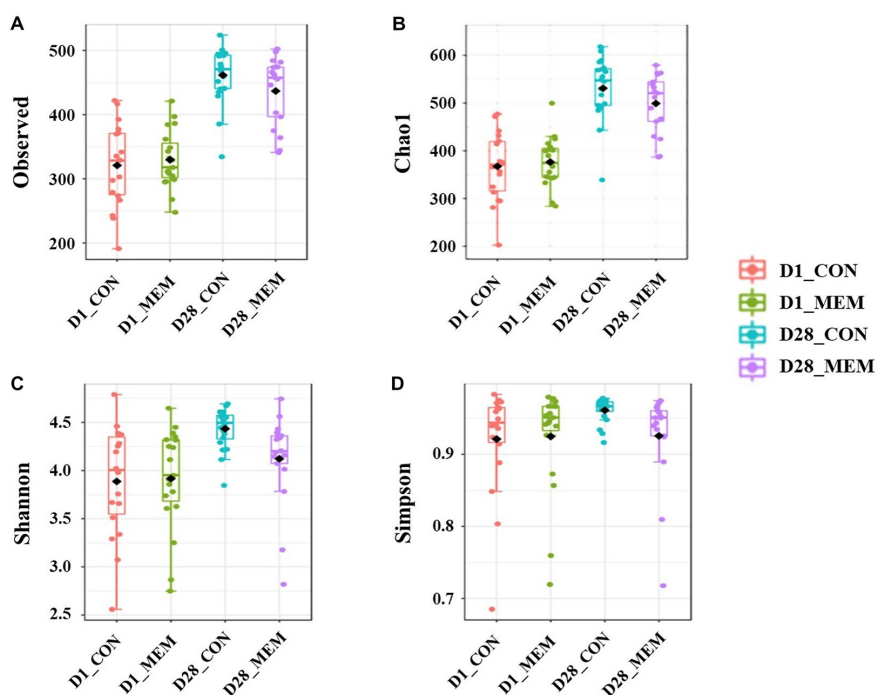 A
Observed
500
400
300
200
D1_CON
D1_MEM
D28_CON
D28_MEM
B
Chao1
600
500
400
300
200
D1_CON
D1_MEM
D28_CON
D28_MEM
D1_CON
D1_MEM
D28_CON
D28_MEM
C
Shannon
4.5
4.0
3.5
3.0
2.5
D1_CON
D1_MEM
D28_CON
D28_MEM
D
Simpson
0.9
0.8
0.7
D1_CON
D1_MEM
D28_CON
D28_MEM